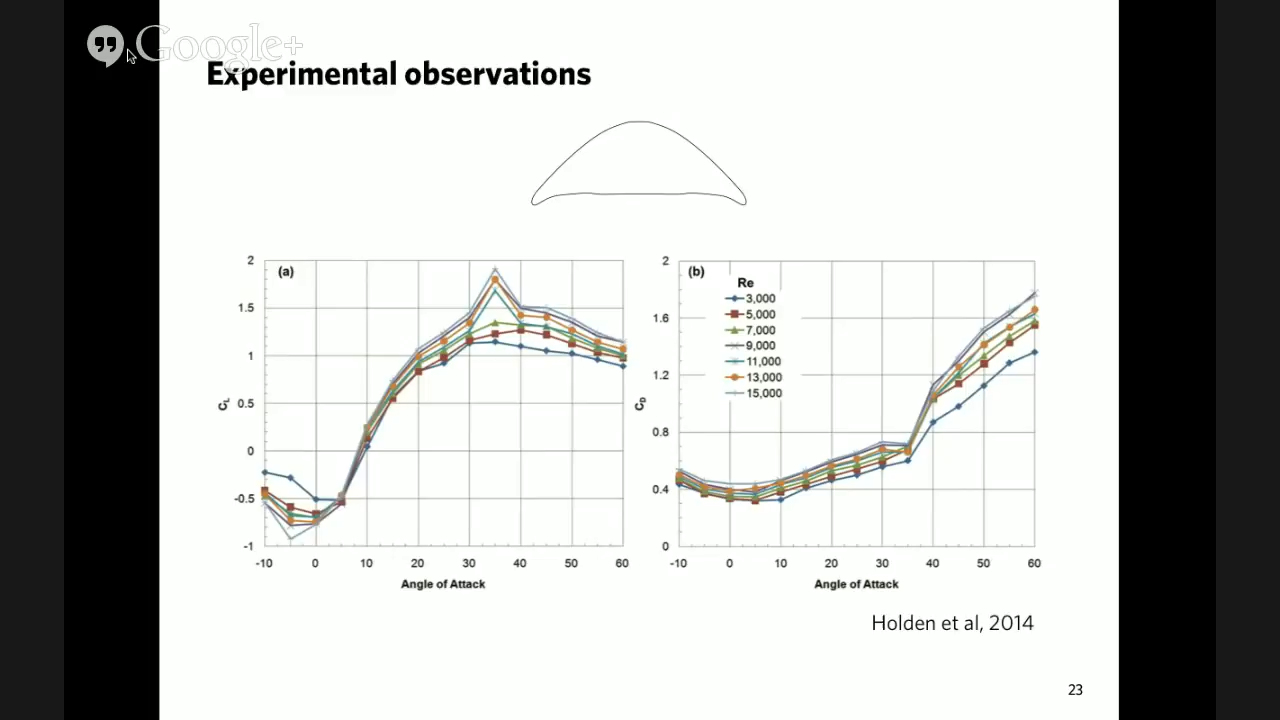 Google+
Experimental observations
(a)
2
1.5
1
0.5
0
-0.5
-1
CL
-10 0 10 20 30 40 50 60
Angle of Attack
(b)
Re
3,000
5,000
7,000
9,000
11,000
13,000
15,000
2
1.6
1.2
0.8
0.4
0
CD
-10 0 10 20 30 40 50 60
Angle of Attack
Holden et al, 2014
23